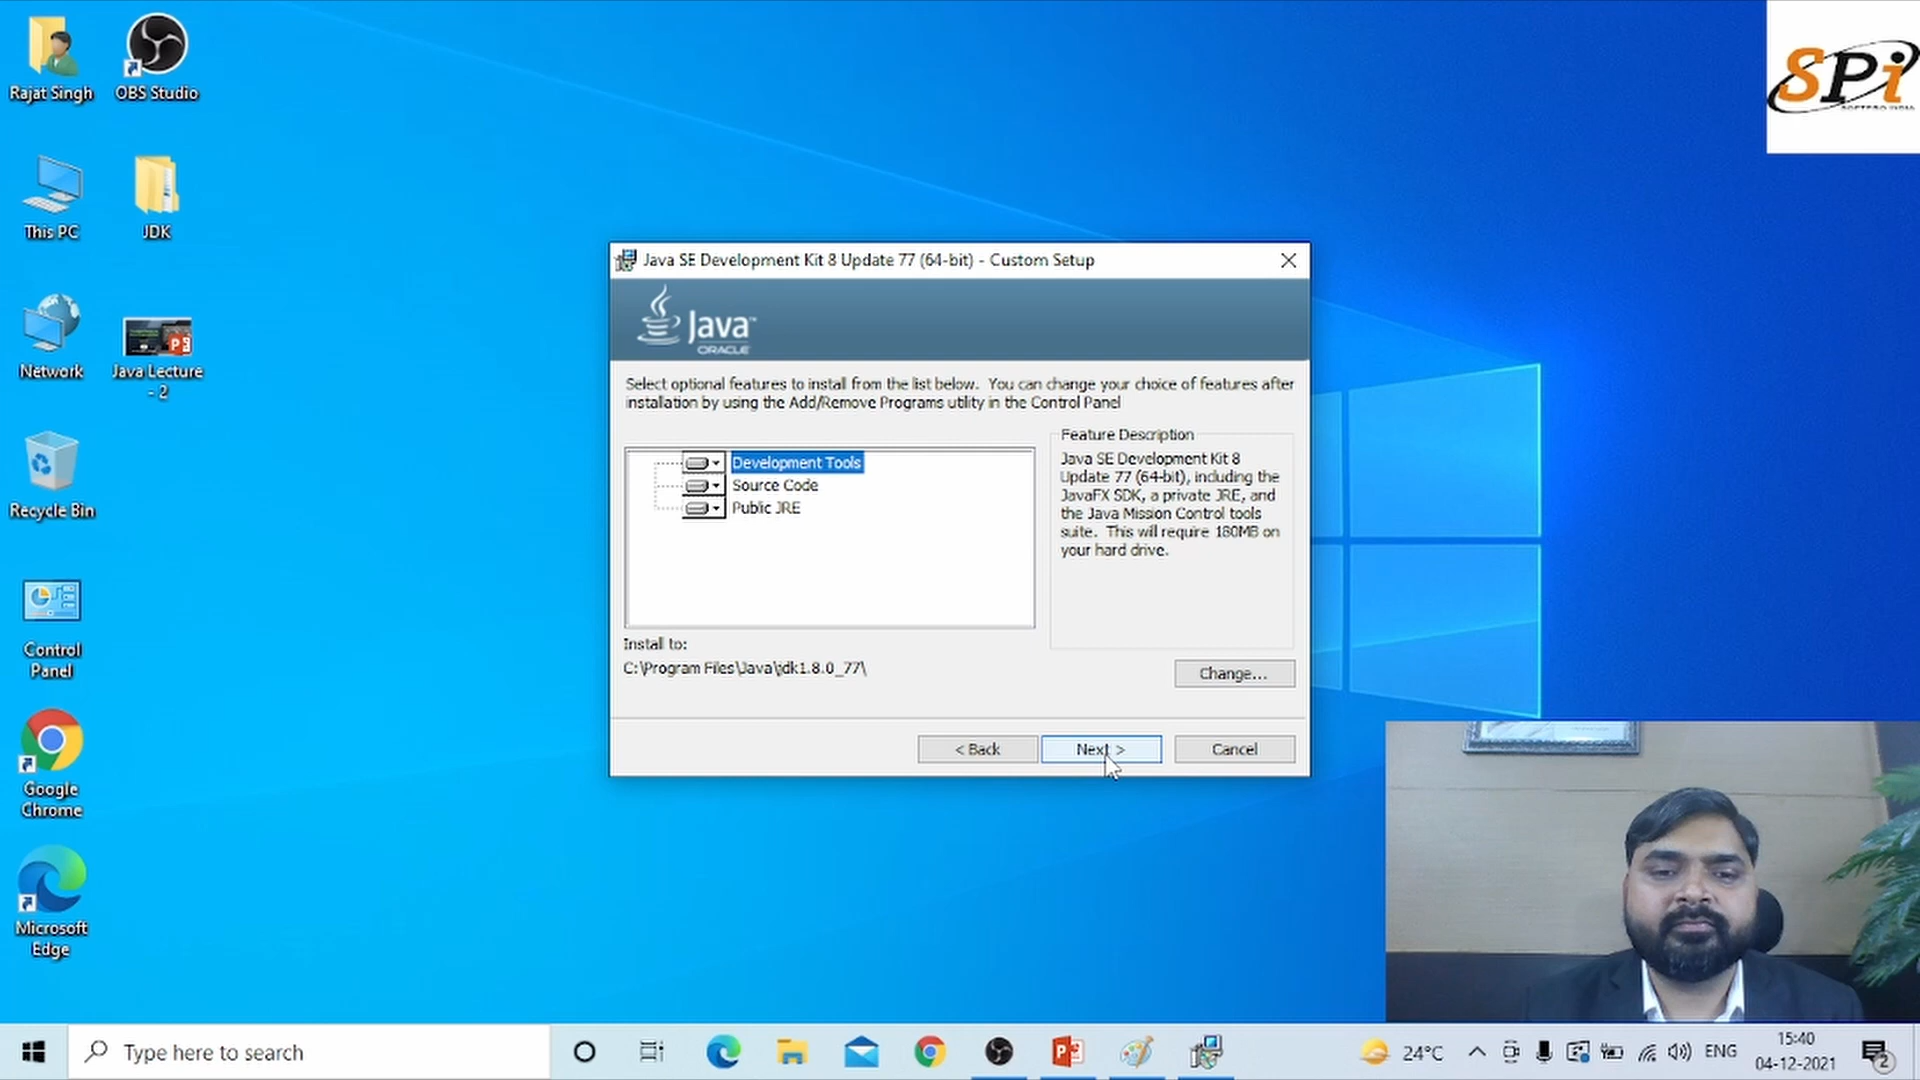 Rajat Singh
OBS Studio
This PC
JDK
Network
Java Lecture
- 2
Recycle Bin
Control
Panel
Google
Chrome
Microsoft
Edge
SPi
Java SE Development Kit 8 Update 77 (64-bit) - Custom Setup
Java™
ORACLE
Select optional features to install from the list below. You can change your choice of features after
installation by using the Add/Remove Programs utility in the Control Panel
Development Tools
Source Code
Public JRE
Feature Description
Java SE Development Kit 8
Update 77 (64-bit), including the
JavaFX SDK, a private JRE, and
the Java Mission Control tools
suite. This will require 180MB on
your hard drive.
Install to:
C:\Program Files\Java\jdk1.8.0_77\
Change...
< Back
Next >
Cancel
Type here to search
24°C
ENG
15:40
04-12-2021
2